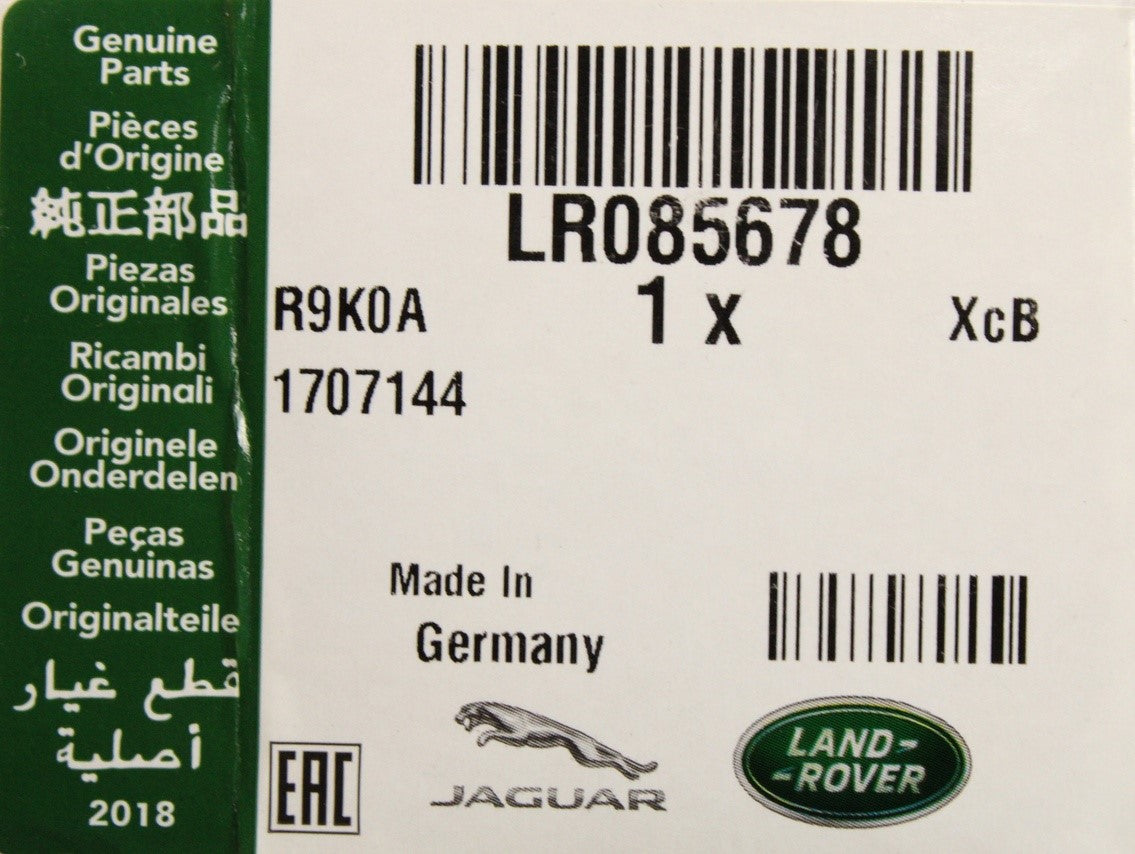 Genuine
Parts
Pièces
d'Origine
純正部品
Piezas
Originales
Ricambi
Originali
Originele
Onderdelen
Peças
Genuinas
Originalteile
قطع غيار
أصلية
2018
LR085678
R9K0A
1 x
XcB
1707144
Made In
Germany
EAC
JAGUAR
LAND-
-ROVER